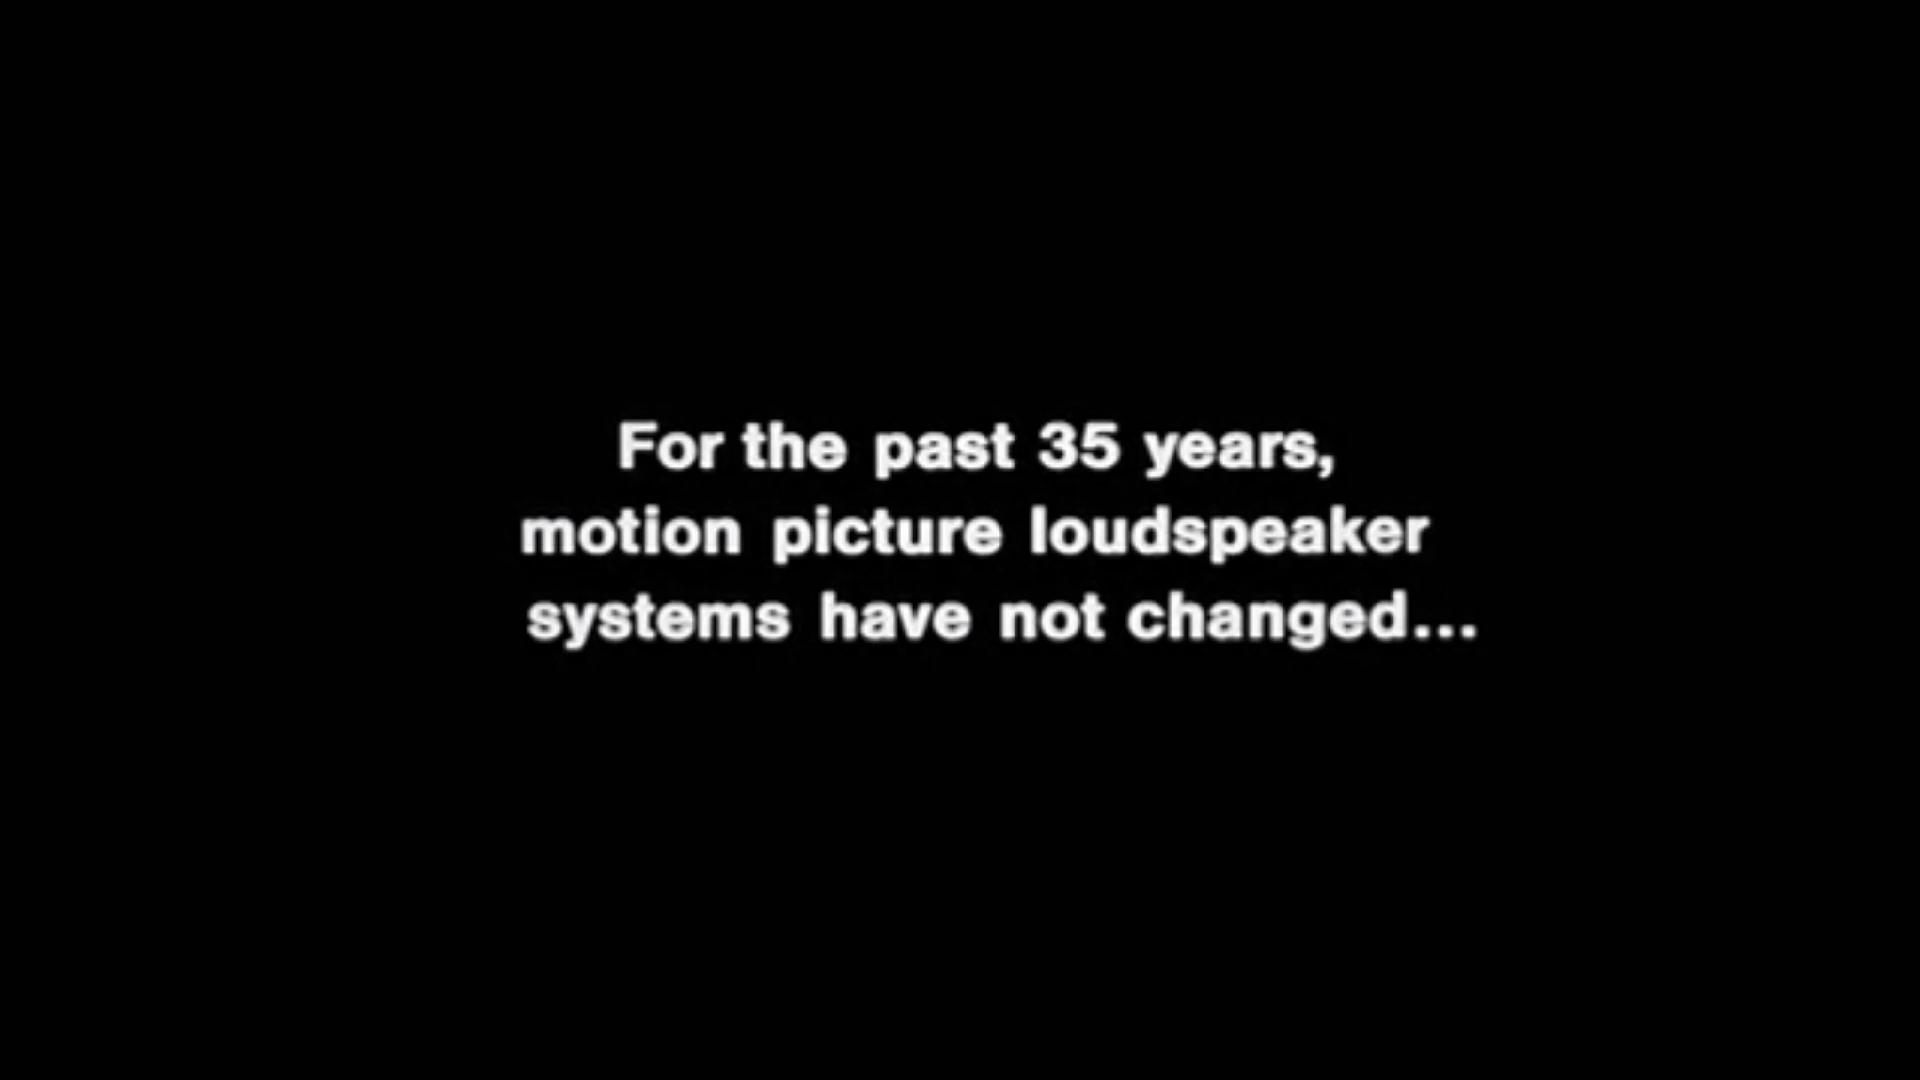 For the past 35 years,
motion picture loudspeaker
systems have not changed...